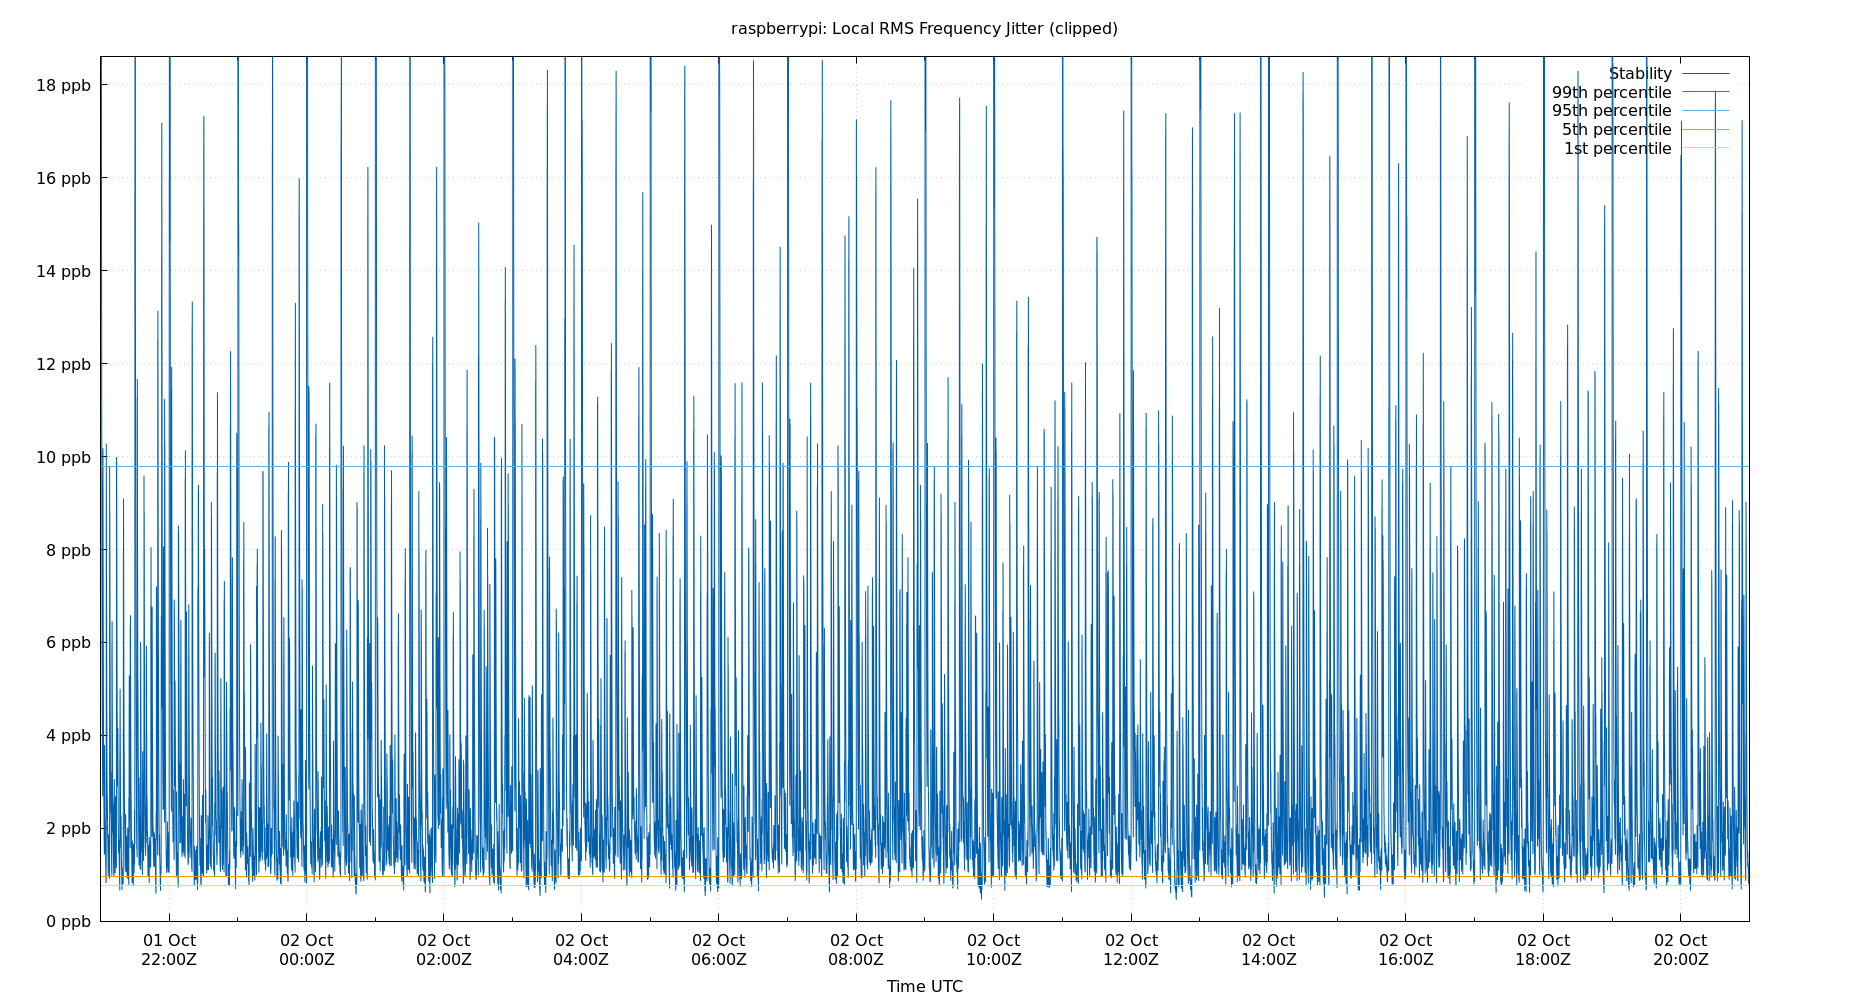 raspberrypi: Local RMS Frequency Jitter (clipped)
Stability
99th percentile
95th percentile
5th percentile
1st percentile
18 ppb
16 ppb
14 ppb
12 ppb
10 ppb
8 ppb
6 ppb
4 ppb
2 ppb
0 ppb
01 Oct 02 Oct 02 Oct 02 Oct 02 Oct 02 Oct 02 Oct 02 Oct 02 Oct 02 Oct 02 Oct 02 Oct
22:00Z 00:00Z 02:00Z 04:00Z 06:00Z 08:00Z 10:00Z 12:00Z 14:00Z 16:00Z 18:00Z 20:00Z
Time UTC